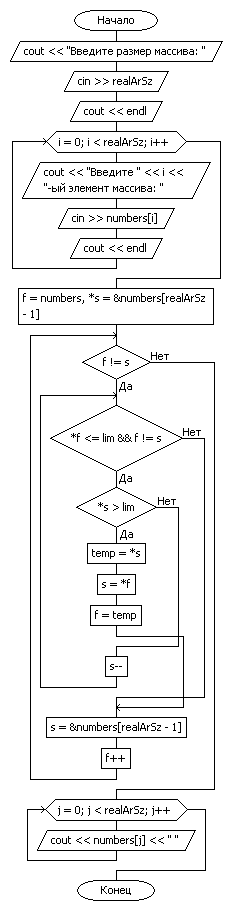 Начало
cout << "Введите размер массива: "
cin >> realArSz
cout << endl
i = 0; i < realArSz; i++
cout << "Введите " << i <<
"-ый элемент массива: "
cin >> numbers[i]
cout << endl
f = numbers, *s = &numbers[realArSz
- 1]
f != s
Нет
Да
*f <= lim && f != s
Нет
Да
*s > lim
Нет
Да
temp = *s
s = *f
f = temp
s--
s = &numbers[realArSz - 1]
f++
j = 0; j < realArSz; j++
cout << numbers[j] << " "
Конец